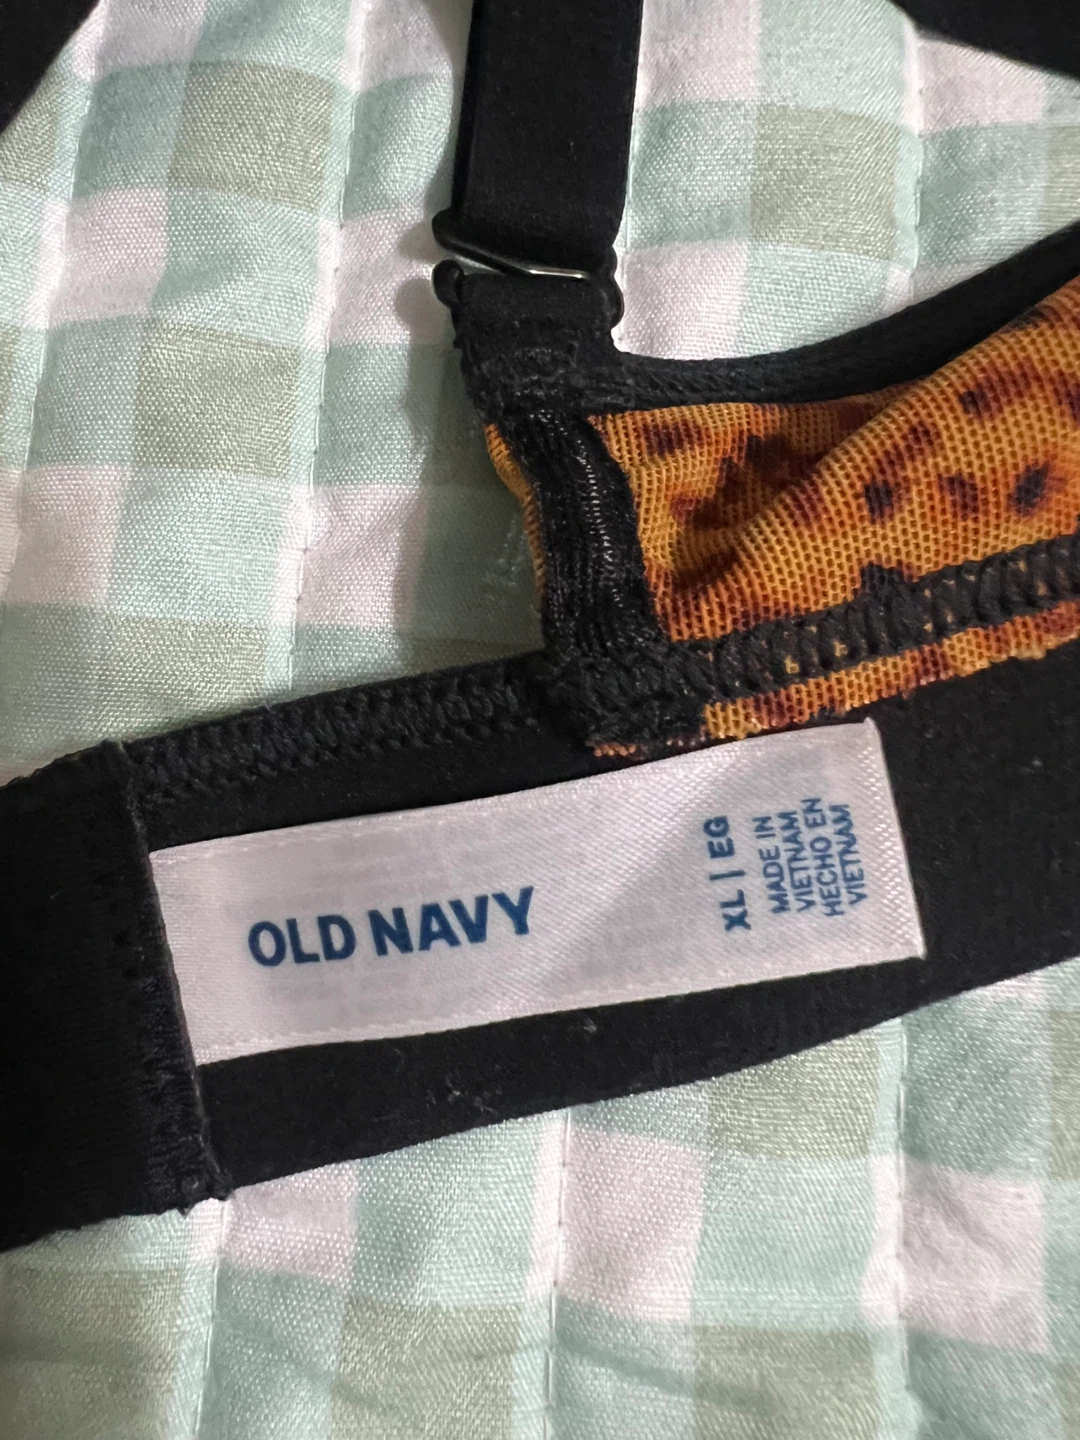 OLD NAVY
XL | EG
MADE IN
VIETNAM
HECHO EN
VIETNAM